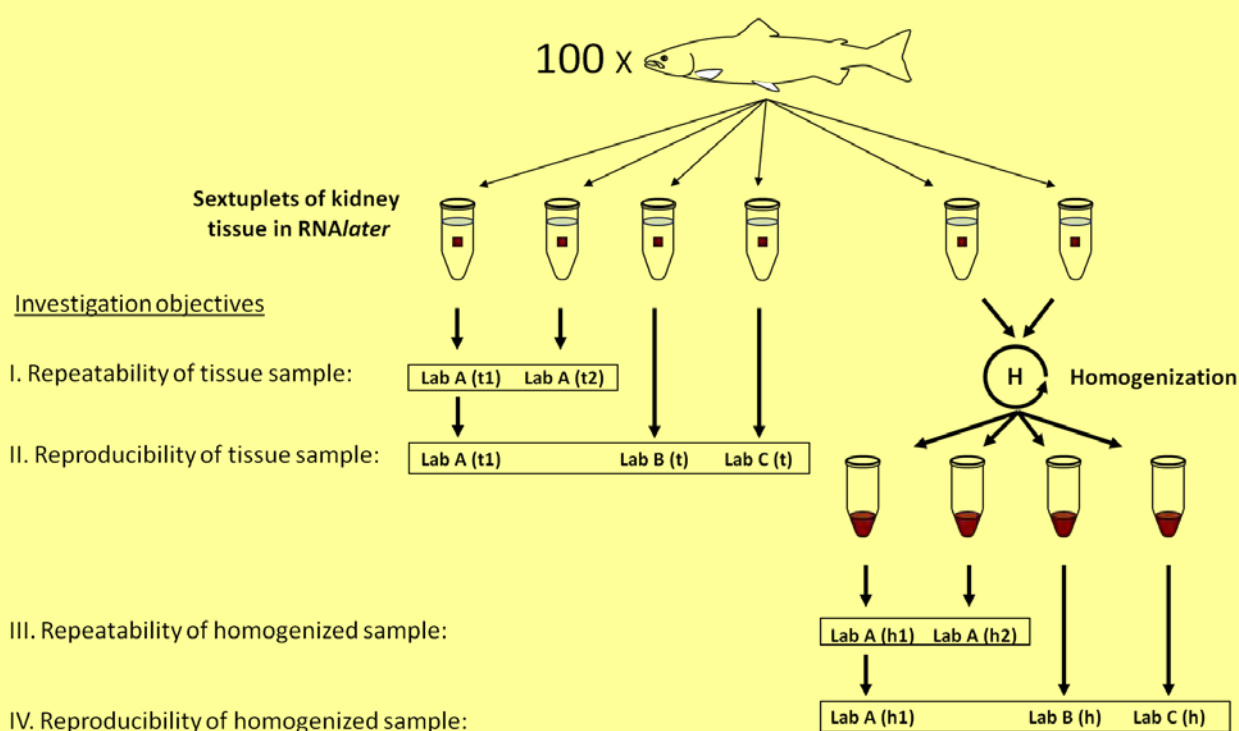 100 x
Sextuplets of kidney
tissue in RNAlater
Investigation objectives
I. Repeatability of tissue sample:
Lab A (t1) Lab A (t2)
H
Homogenization
II. Reproducibility of tissue sample:
Lab A (t1) Lab B (t) Lab C (t)
III. Repeatability of homogenized sample:
Lab A (h1) Lab A (h2)
IV. Reproducibility of homogenized sample:
Lab A (h1) Lab B (h) Lab C (h)